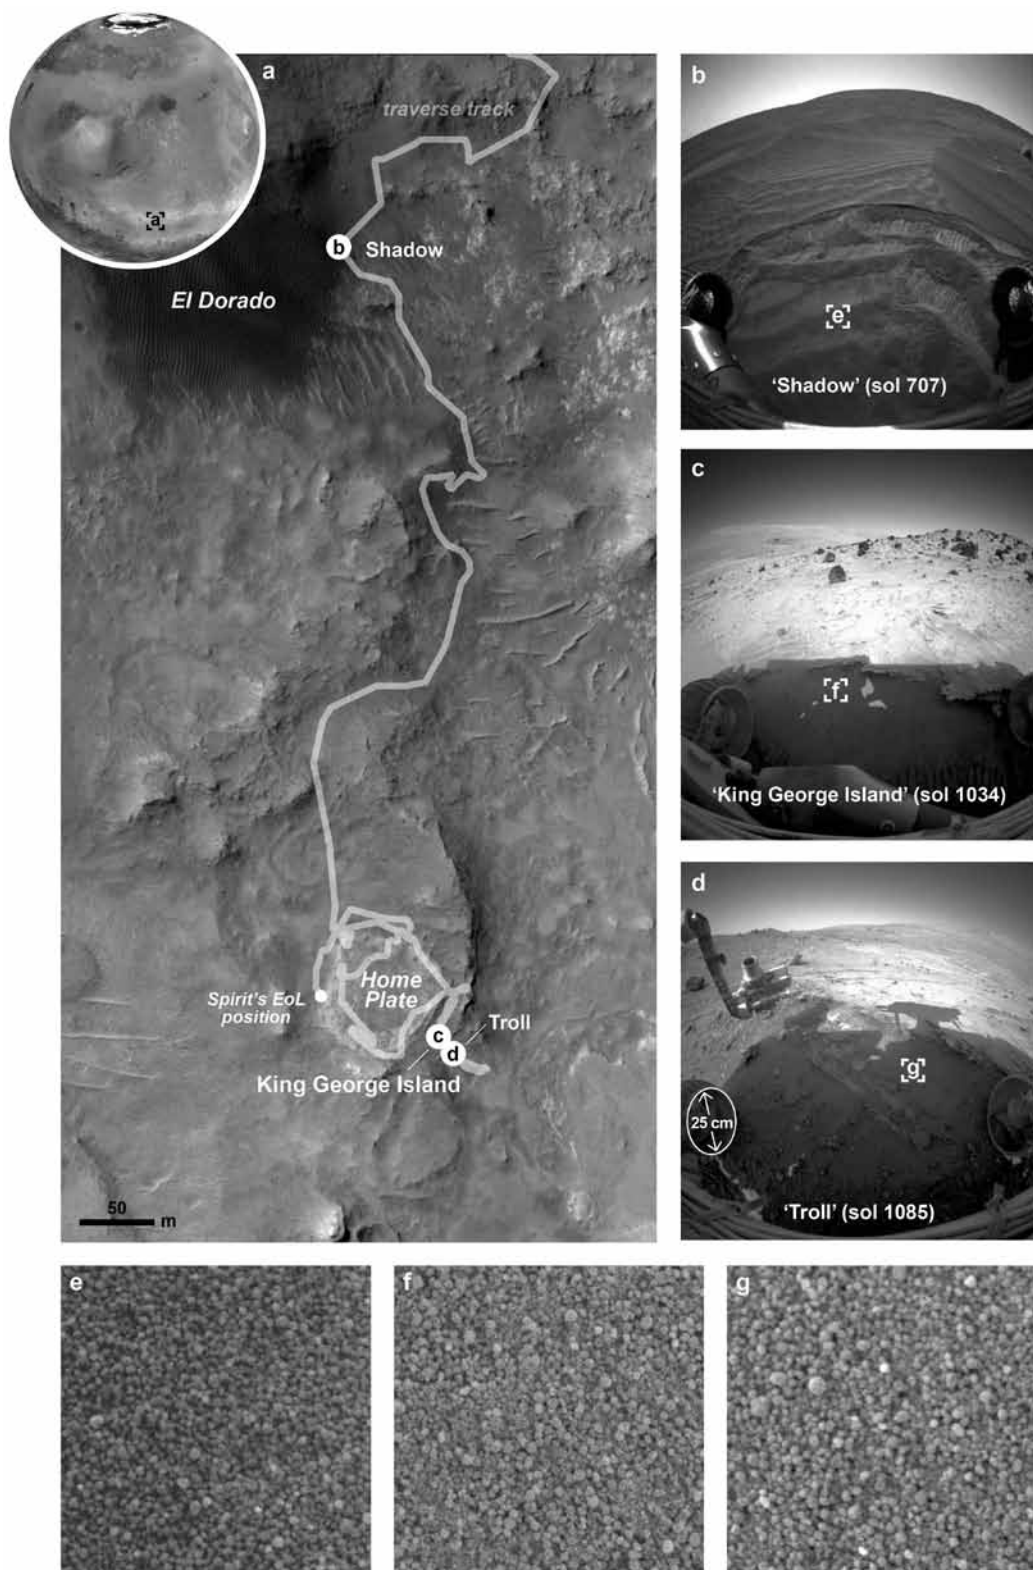 a
traverse track
a
b
Shadow
El Dorado
Home
Plate
Spirit's EoL
position
c
d
Troll
King George Island
50
m
b
e
'Shadow' (sol 707)
c
f
'King George Island' (sol 1034)
d
g
25 cm
'Troll' (sol 1085)
e
f
g